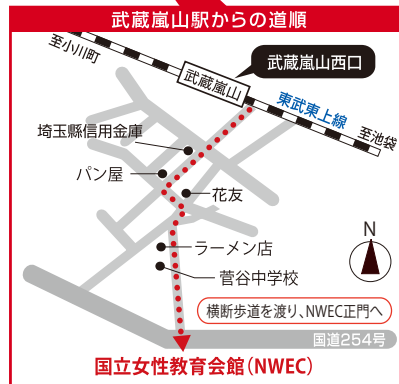 武蔵嵐山駅からの道順
至小川町
武蔵嵐山
武蔵嵐山西口
東武東上線
至池袋
埼玉縣信用金庫
パン屋
花友
N
ラーメン店
菅谷中学校
横断歩道を渡り、NWEC正門へ
国道254号
国立女性教育会館(NWEC)